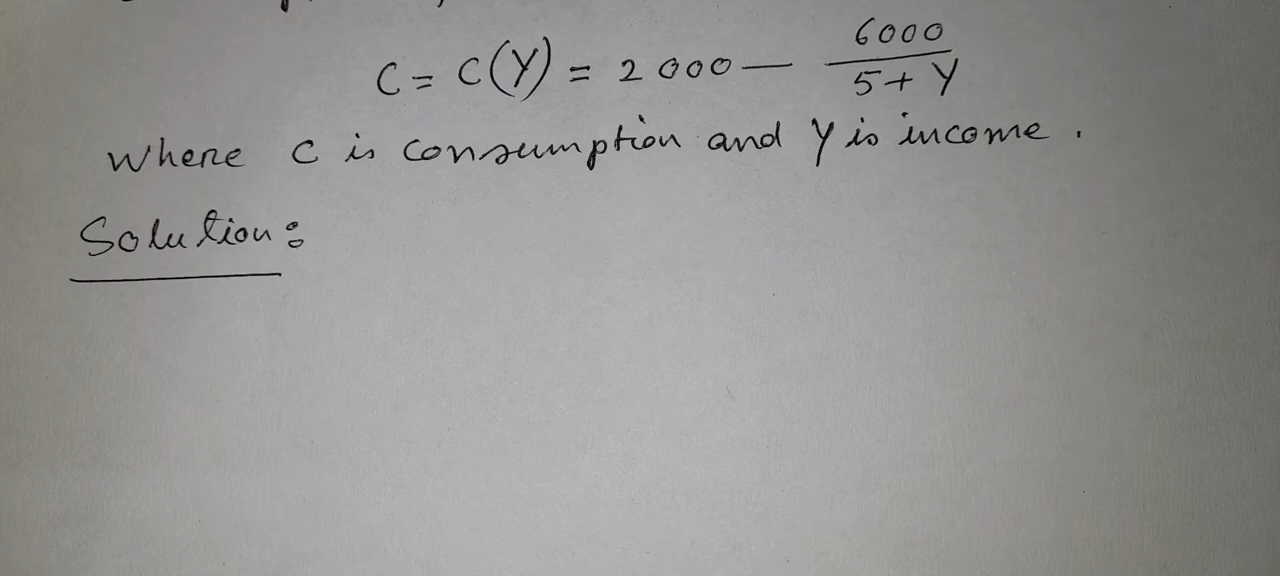 C = C(Y) = 2000 — 6000 / 5 + Y
Where C is consumption and Y is income.
Solution: